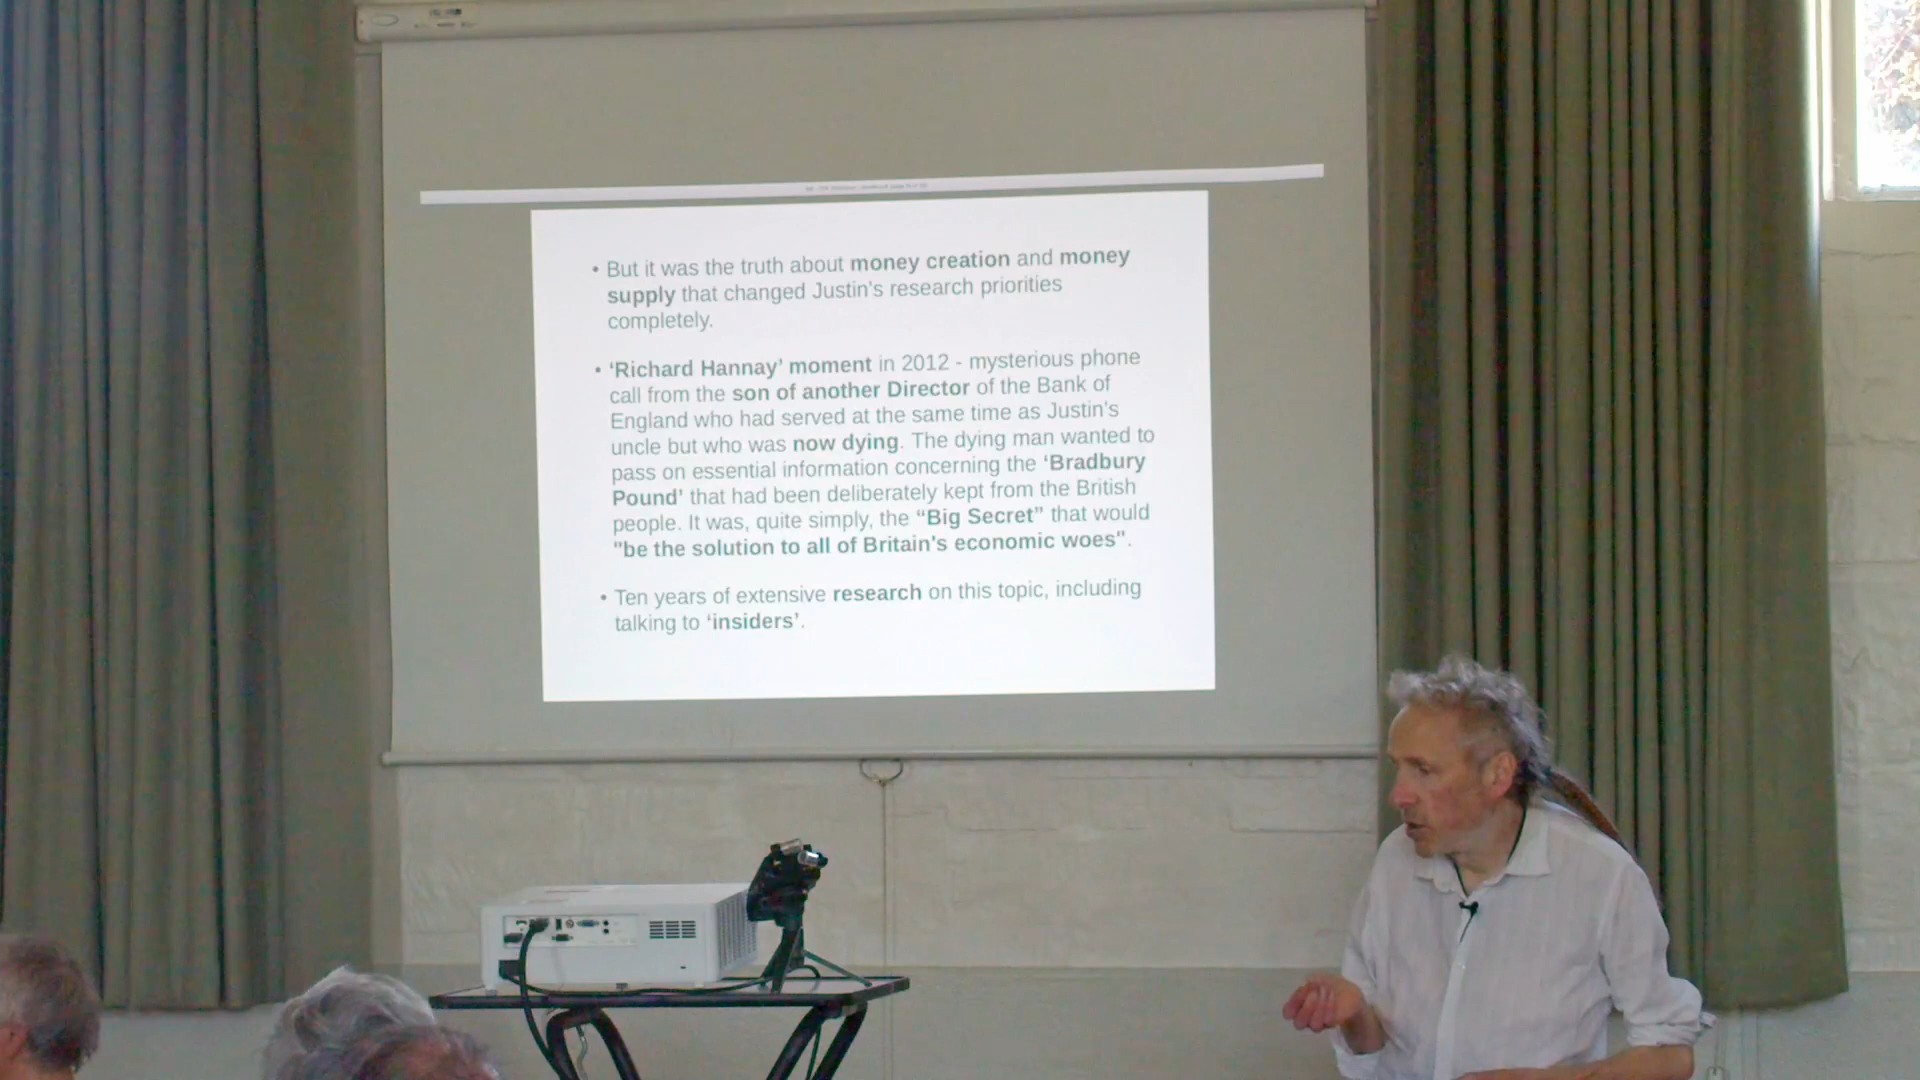 • But it was the truth about money creation and money
supply that changed Justin's research priorities
completely.
• ‘Richard Hannay’ moment in 2012 - mysterious phone
call from the son of another Director of the Bank of
England who had served at the same time as Justin's
uncle but who was now dying. The dying man wanted to
pass on essential information concerning the ‘Bradbury
Pound’ that had been deliberately kept from the British
people. It was, quite simply, the “Big Secret” that would
"be the solution to all of Britain's economic woes".
• Ten years of extensive research on this topic, including
talking to ‘insiders’.